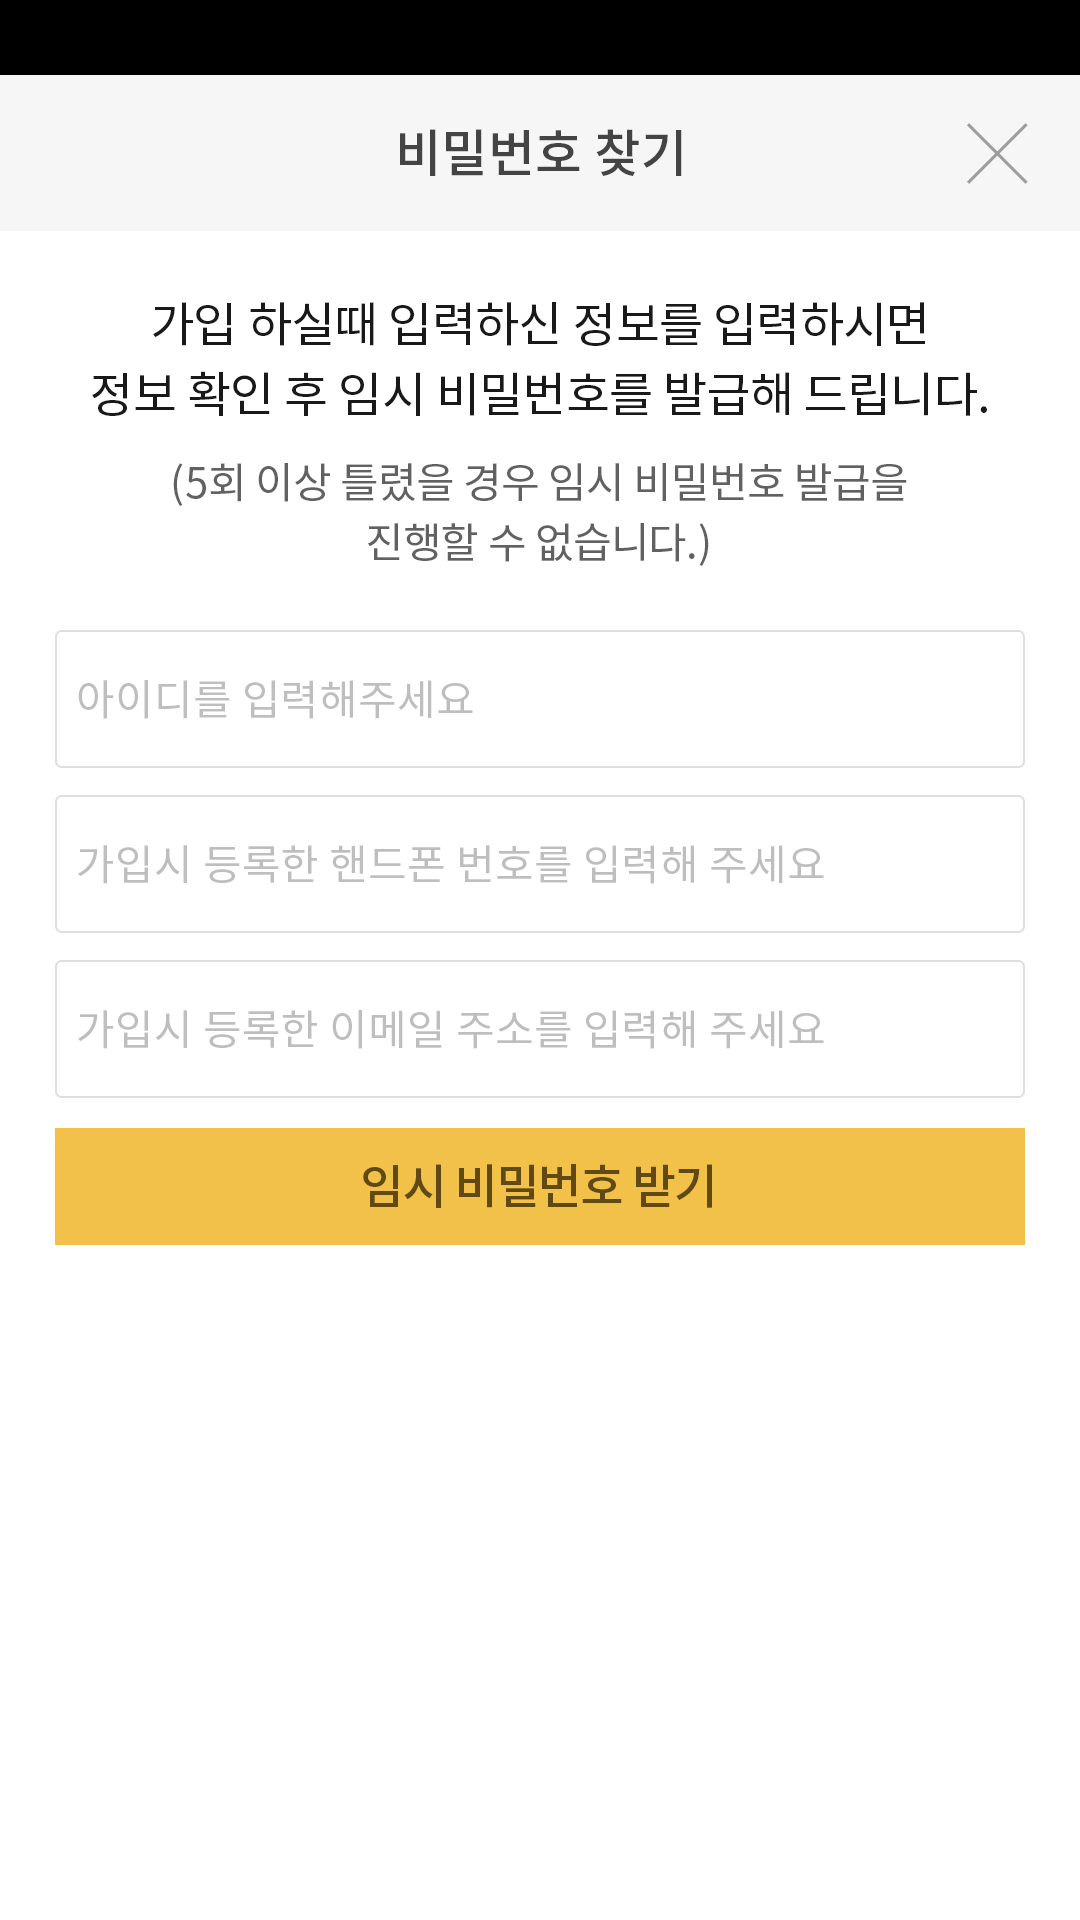 비밀번호 찾기
가입 하실때 입력하신 정보를 입력하시면
정보 확인 후 임시 비밀번호를 발급해 드립니다.
(5회 이상 틀렸을 경우 임시 비밀번호 발급을
진행할 수 없습니다.)
아이디를 입력해주세요
가입시 등록한 핸드폰 번호를 입력해 주세요
가입시 등록한 이메일 주소를 입력해 주세요
임시 비밀번호 받기